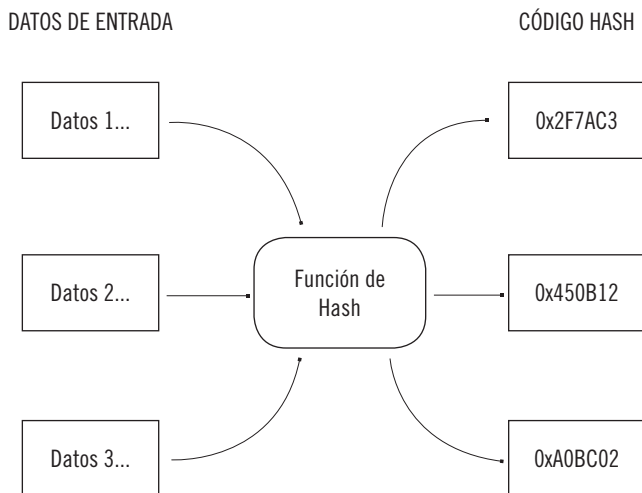 DATOS DE ENTRADA
CÓDIGO HASH
Datos 1...
0x2F7AC3
Datos 2...
Función de
Hash
0x450B12
Datos 3...
0xA0BC02